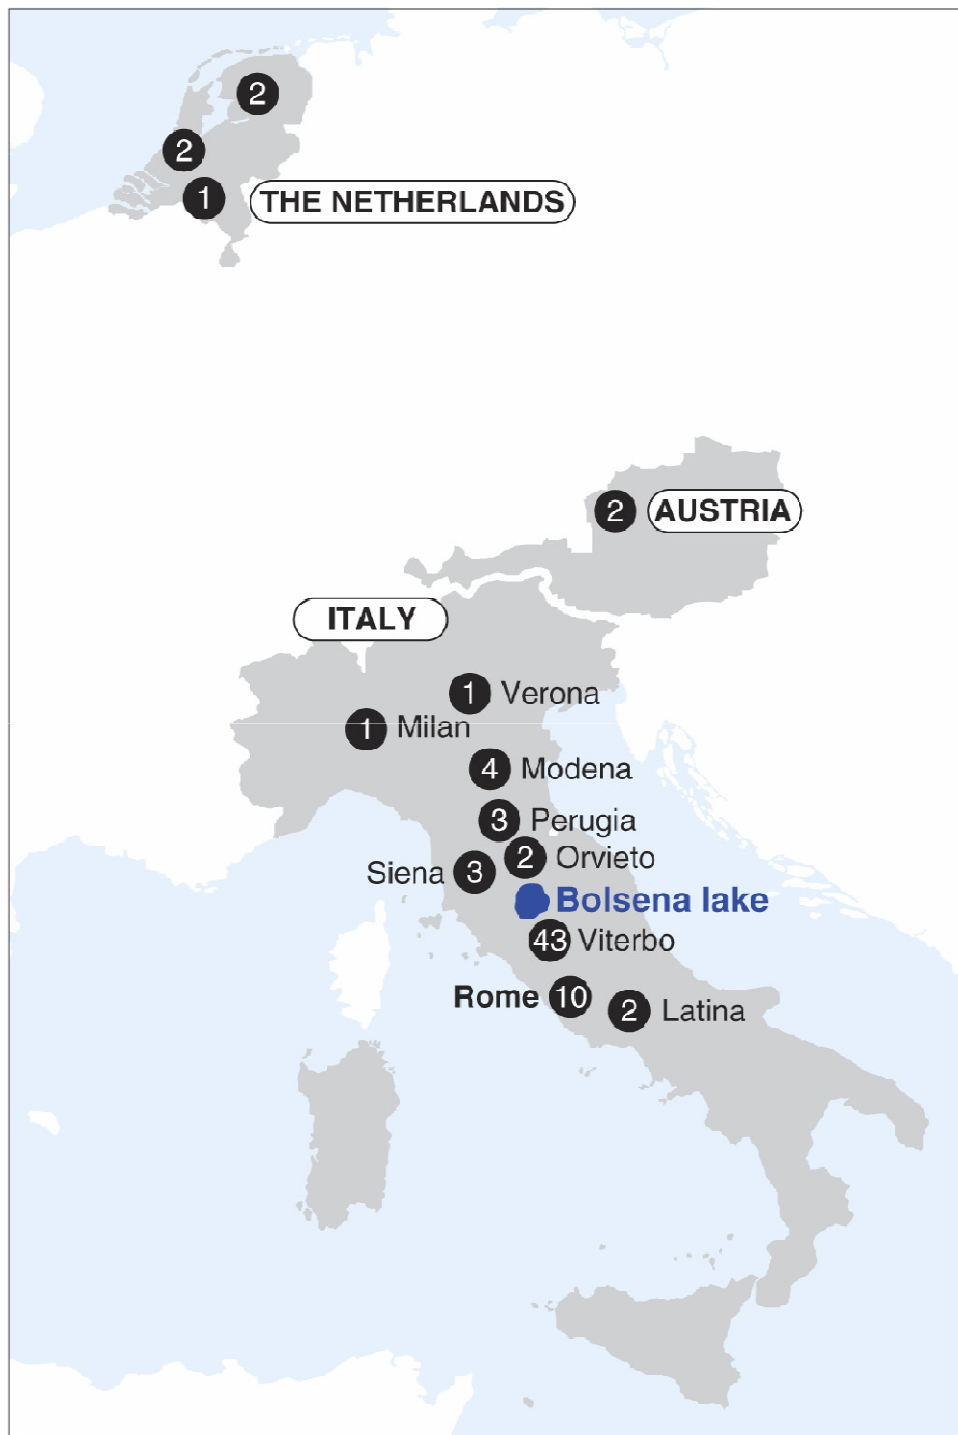 2
2
1 THE NETHERLANDS
2 AUSTRIA
ITALY
1 Verona
1 Milan
4 Modena
3 Perugia
2 Orvieto
Siena 3
Bolsena lake
43 Viterbo
Rome 10
2 Latina